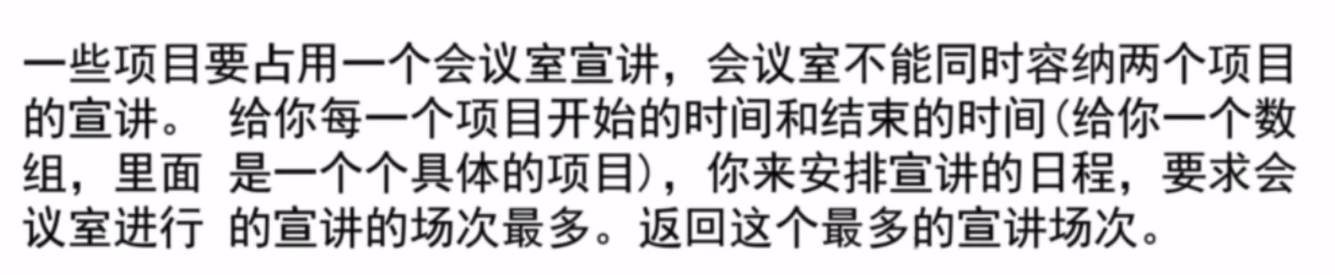 一些项目要占用一个会议室宣讲，会议室不能同时容纳两个项目
的宣讲。 给你每一个项目开始的时间和结束的时间(给你一个数
组，里面 是一个个具体的项目)，你来安排宣讲的日程，要求会
议室进行 的宣讲的场次最多。返回这个最多的宣讲场次。